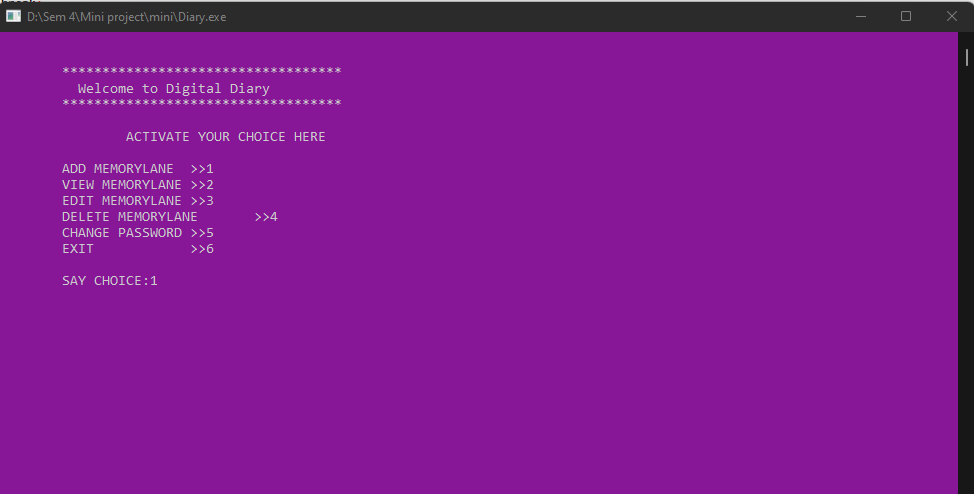 D:\Sem 4\Mini project\mini\Diary.exe
***********************************
Welcome to Digital Diary
***********************************
ACTIVATE YOUR CHOICE HERE
ADD MEMORYLANE >>1
VIEW MEMORYLANE >>2
EDIT MEMORYLANE >>3
DELETE MEMORYLANE >>4
CHANGE PASSWORD >>5
EXIT >>6
SAY CHOICE:1